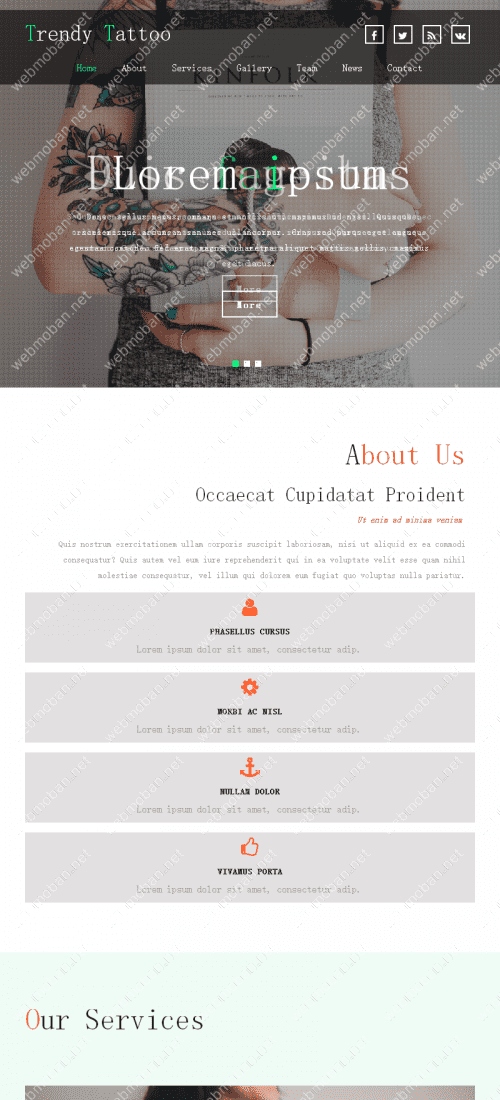 Trendy Tattoo
Home About Services Gallery Team News Contact
Lorem ipsum
More
More
About Us
Occaecat Cupidatat Proident
Ut enim ad minima veniam
Quis nostrum exercitationem ullam corporis suscipit laboriosam, nisi ut aliquid ex ea commodi
consequatur? Quis autem vel eum iure reprehenderit qui in ea voluptate velit esse quam nihil
molestiae consequatur, vel illum qui dolorem eum fugiat quo voluptas nulla pariatur.
PHASELLUS CURSUS
Lorem ipsum dolor sit amet, consectetur adip.
MORBI AC NISL
Lorem ipsum dolor sit amet, consectetur adip.
NULLAM DOLOR
Lorem ipsum dolor sit amet, consectetur adip.
VIVAMUS PORTA
Lorem ipsum dolor sit amet, consectetur adip.
Our Services
webmoban.net